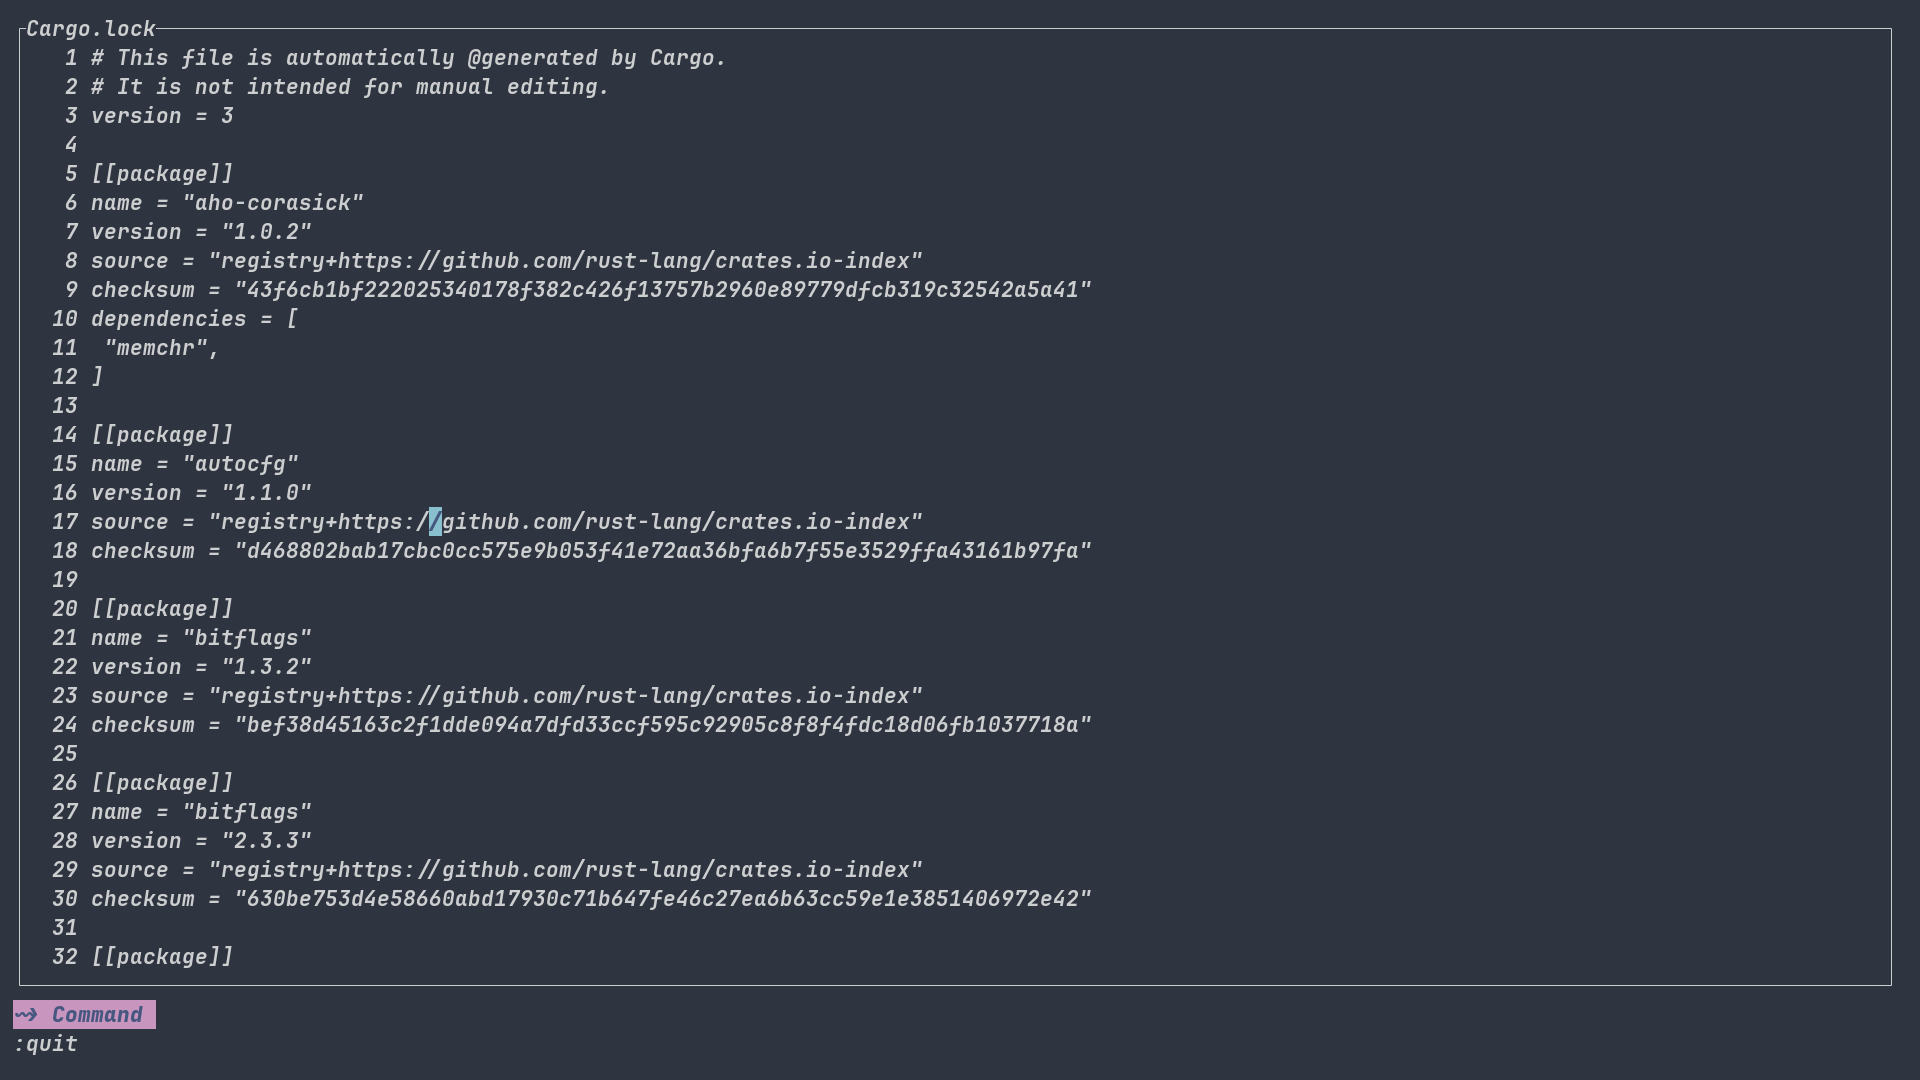 Cargo.lock
1 # This file is automatically @generated by Cargo.
2 # It is not intended for manual editing.
3 version = 3
4
5 [[package]]
6 name = "aho-corasick"
7 version = "1.0.2"
8 source = "registry+https://github.com/rust-lang/crates.io-index"
9 checksum = "43f6cb1bf222025340178f382c426f13757b2960e89779dfcb319c32542a5a41"
10 dependencies = [
11  "memchr",
12 ]
13
14 [[package]]
15 name = "autocfg"
16 version = "1.1.0"
17 source = "registry+https://github.com/rust-lang/crates.io-index"
18 checksum = "d468802bab17cbc0cc575e9b053f41e72aa36bfa6b7f55e3529ffa43161b97fa"
19
20 [[package]]
21 name = "bitflags"
22 version = "1.3.2"
23 source = "registry+https://github.com/rust-lang/crates.io-index"
24 checksum = "bef38d45163c2f1dde094a7dfd33ccf595c92905c8f8f4fdc18d06fb1037718a"
25
26 [[package]]
27 name = "bitflags"
28 version = "2.3.3"
29 source = "registry+https://github.com/rust-lang/crates.io-index"
30 checksum = "630be753d4e58660abd17930c71b647fe46c27ea6b63cc59e1e3851406972e42"
31
32 [[package]]
⇝ Command
:quit